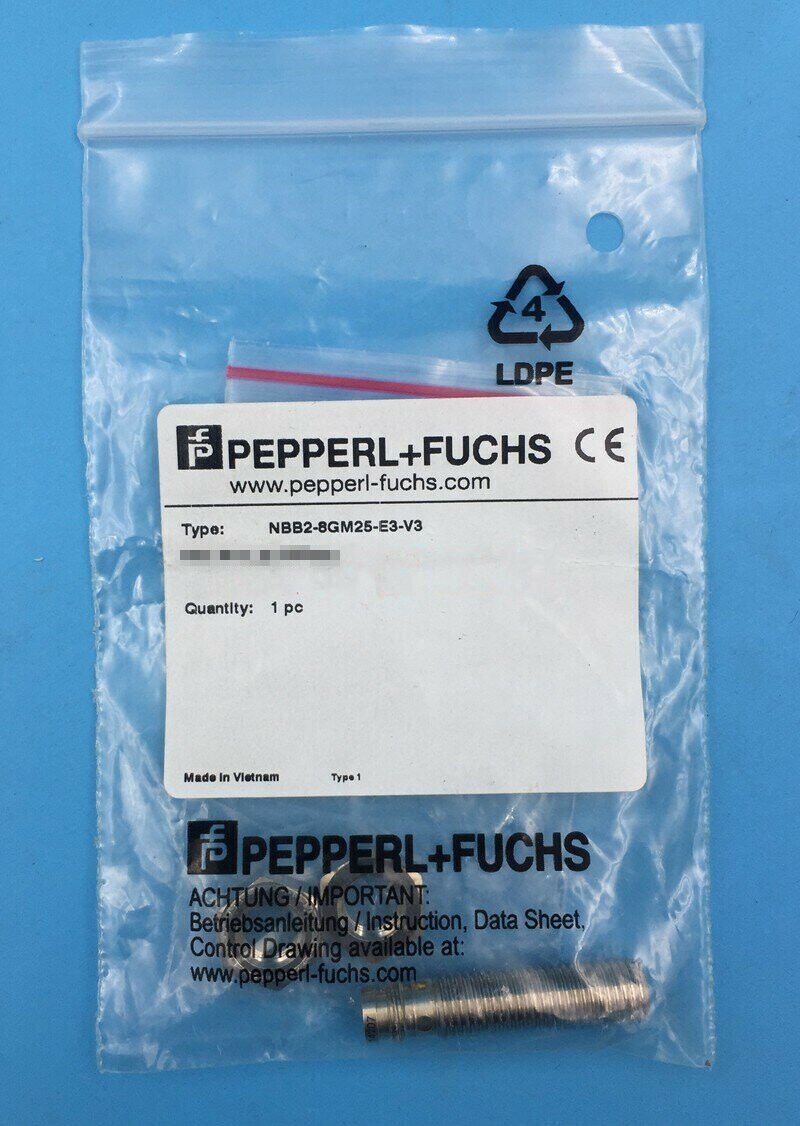 4
LDPE
PEPPERL+FUCHS CE
www.pepperl-fuchs.com
Type: NBB2-8GM25-E3-V3
Quantity: 1 pc
Made in Vietnam Type 1
PEPPERL+FUCHS
ACHTUNG / IMPORTANT:
Betriebsanleitung / Instruction, Data Sheet,
Control Drawing available at:
www.pepperl-fuchs.com